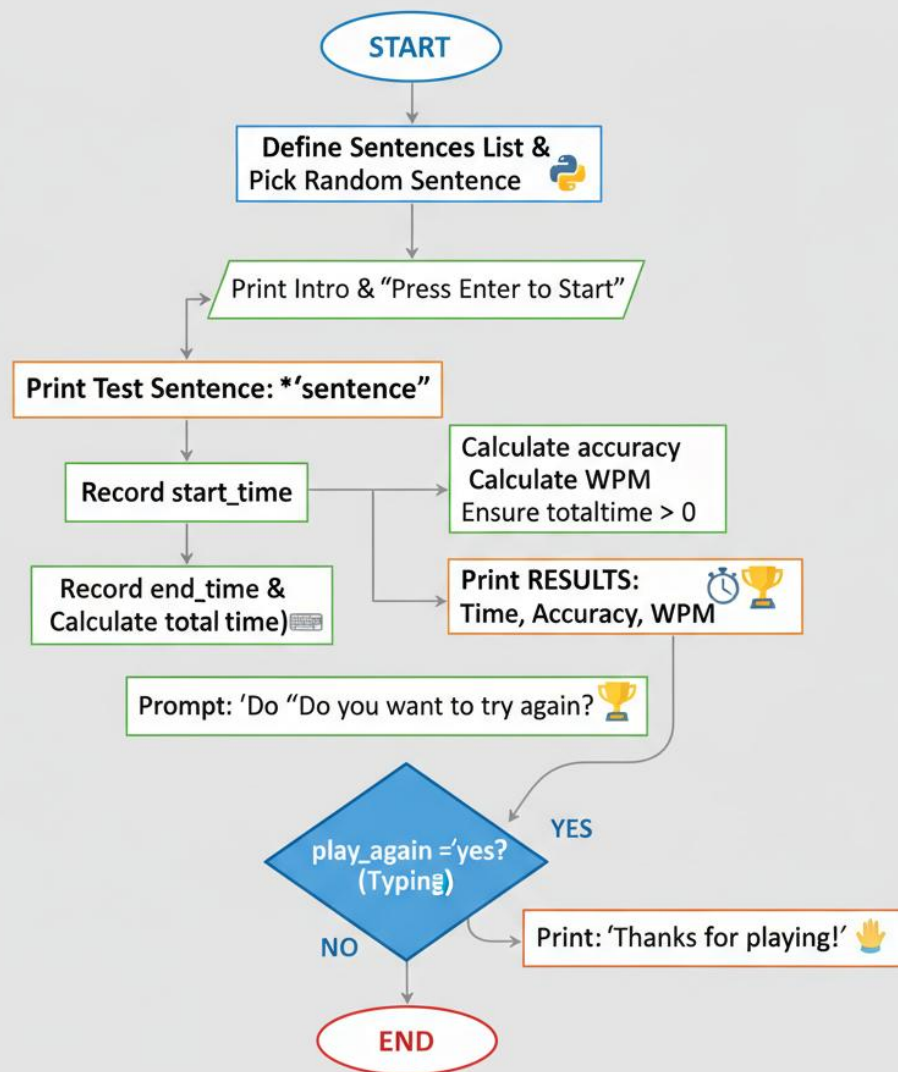 START
Define Sentences List &
Pick Random Sentence
Print Intro & “Press Enter to Start”
Print Test Sentence: *‘sentence”
Record start_time
Calculate accuracy
Calculate WPM
Ensure totaltime > 0
Record end_time &
Calculate total time)
Print RESULTS:
Time, Accuracy, WPM
Prompt: ‘Do “Do you want to try again?
YES
play_again =‘yes?
(Typing)
NO
Print: ‘Thanks for playing!’
END